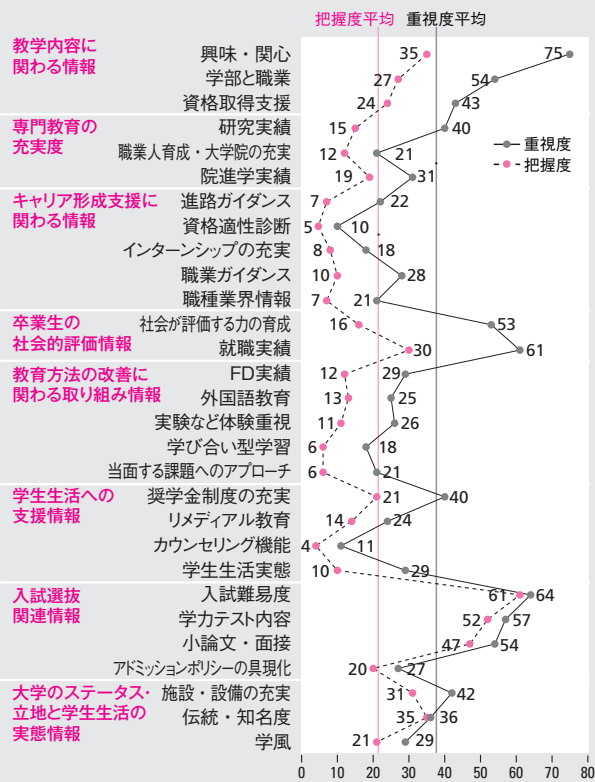 把握度平均 重視度平均
教学内容に
関わる情報
興味・関心 35 75
学部と職業 27 54
資格取得支援 24 43
専門教育の
充実度
研究実績 15 40
職業人育成・大学院の充実 12 21
院進学実績 19 31
重視度
把握度
キャリア形成支援に
関わる情報
進路ガイダンス 7 22
資格適性診断 5 10
インターンシップの充実 8 18
職業ガイダンス 10 28
職種業界情報 7 21
卒業生の
社会的評価情報
社会が評価する力の育成 16 53
就職実績 30 61
教育方法の改善に
関わる取り組み情報
FD実績 12 29
外国語教育 13 25
実験など体験重視 11 26
学び合い型学習 6 18
当面する課題へのアプローチ 6 21
学生生活への
支援情報
奨学金制度の充実 21 40
リメディアル教育 14 24
カウンセリング機能 4 11
学生生活実態 10 29
入試選抜
関連情報
入試難易度 61 64
学力テスト内容 52 57
小論文・面接 47 54
アドミッションポリシーの具現化 20 27
大学のステータス・
立地と学生生活の
実態情報
施設・設備の充実 31 42
伝統・知名度 35 36
学風 21 29
0 10 20 30 40 50 60 70 80